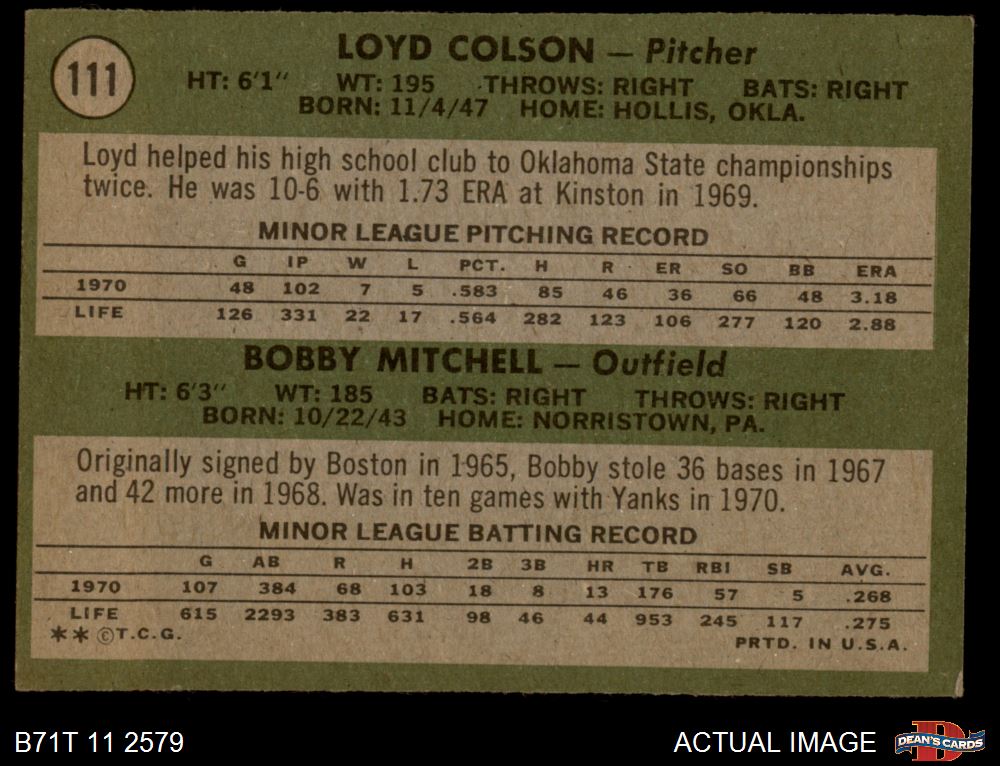 111
LOYD COLSON — Pitcher
HT: 6'1" WT: 195 THROWS: RIGHT BATS: RIGHT
BORN: 11/4/47 HOME: HOLLIS, OKLA.
Loyd helped his high school club to Oklahoma State championships
twice. He was 10-6 with 1.73 ERA at Kinston in 1969.
MINOR LEAGUE PITCHING RECORD
G IP W L PCT. H R ER SO BB ERA
1970 48 102 7 5 .583 85 46 36 66 48 3.18
LIFE 126 331 22 17 .564 282 123 106 277 120 2.88
BOBBY MITCHELL — Outfield
HT: 6'3" WT: 185 BATS: RIGHT THROWS: RIGHT
BORN: 10/22/43 HOME: NORRISTOWN, PA.
Originally signed by Boston in 1965, Bobby stole 36 bases in 1967
and 42 more in 1968. Was in ten games with Yanks in 1970.
MINOR LEAGUE BATTING RECORD
G AB R H 2B 3B HR TB RBI SB AVG.
1970 107 384 68 103 18 8 13 176 57 5 .268
LIFE 615 2293 383 631 98 46 44 953 245 117 .275
** ©T.C.G. PRTD. IN U.S.A.
B71T 11 2579 ACTUAL IMAGE DEAN'S CARDS